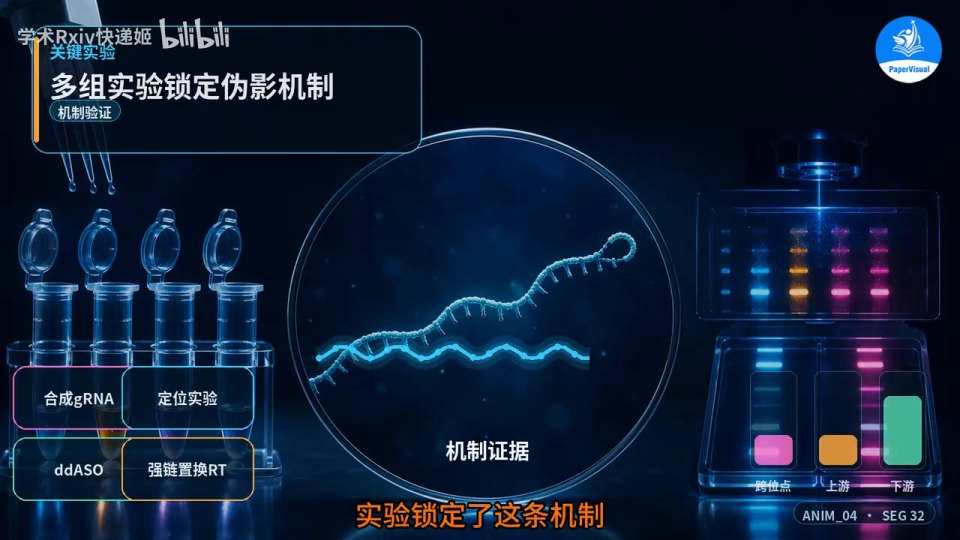 学术Rxiv快递姬 bilibili
关键实验
多组实验锁定伪影机制
机制验证
PaperVisual
合成gRNA
定位实验
ddASO
强链置换RT
机制证据
跨位点
上游
下游
实验锁定了这条机制
ANIM_04 · SEG 32